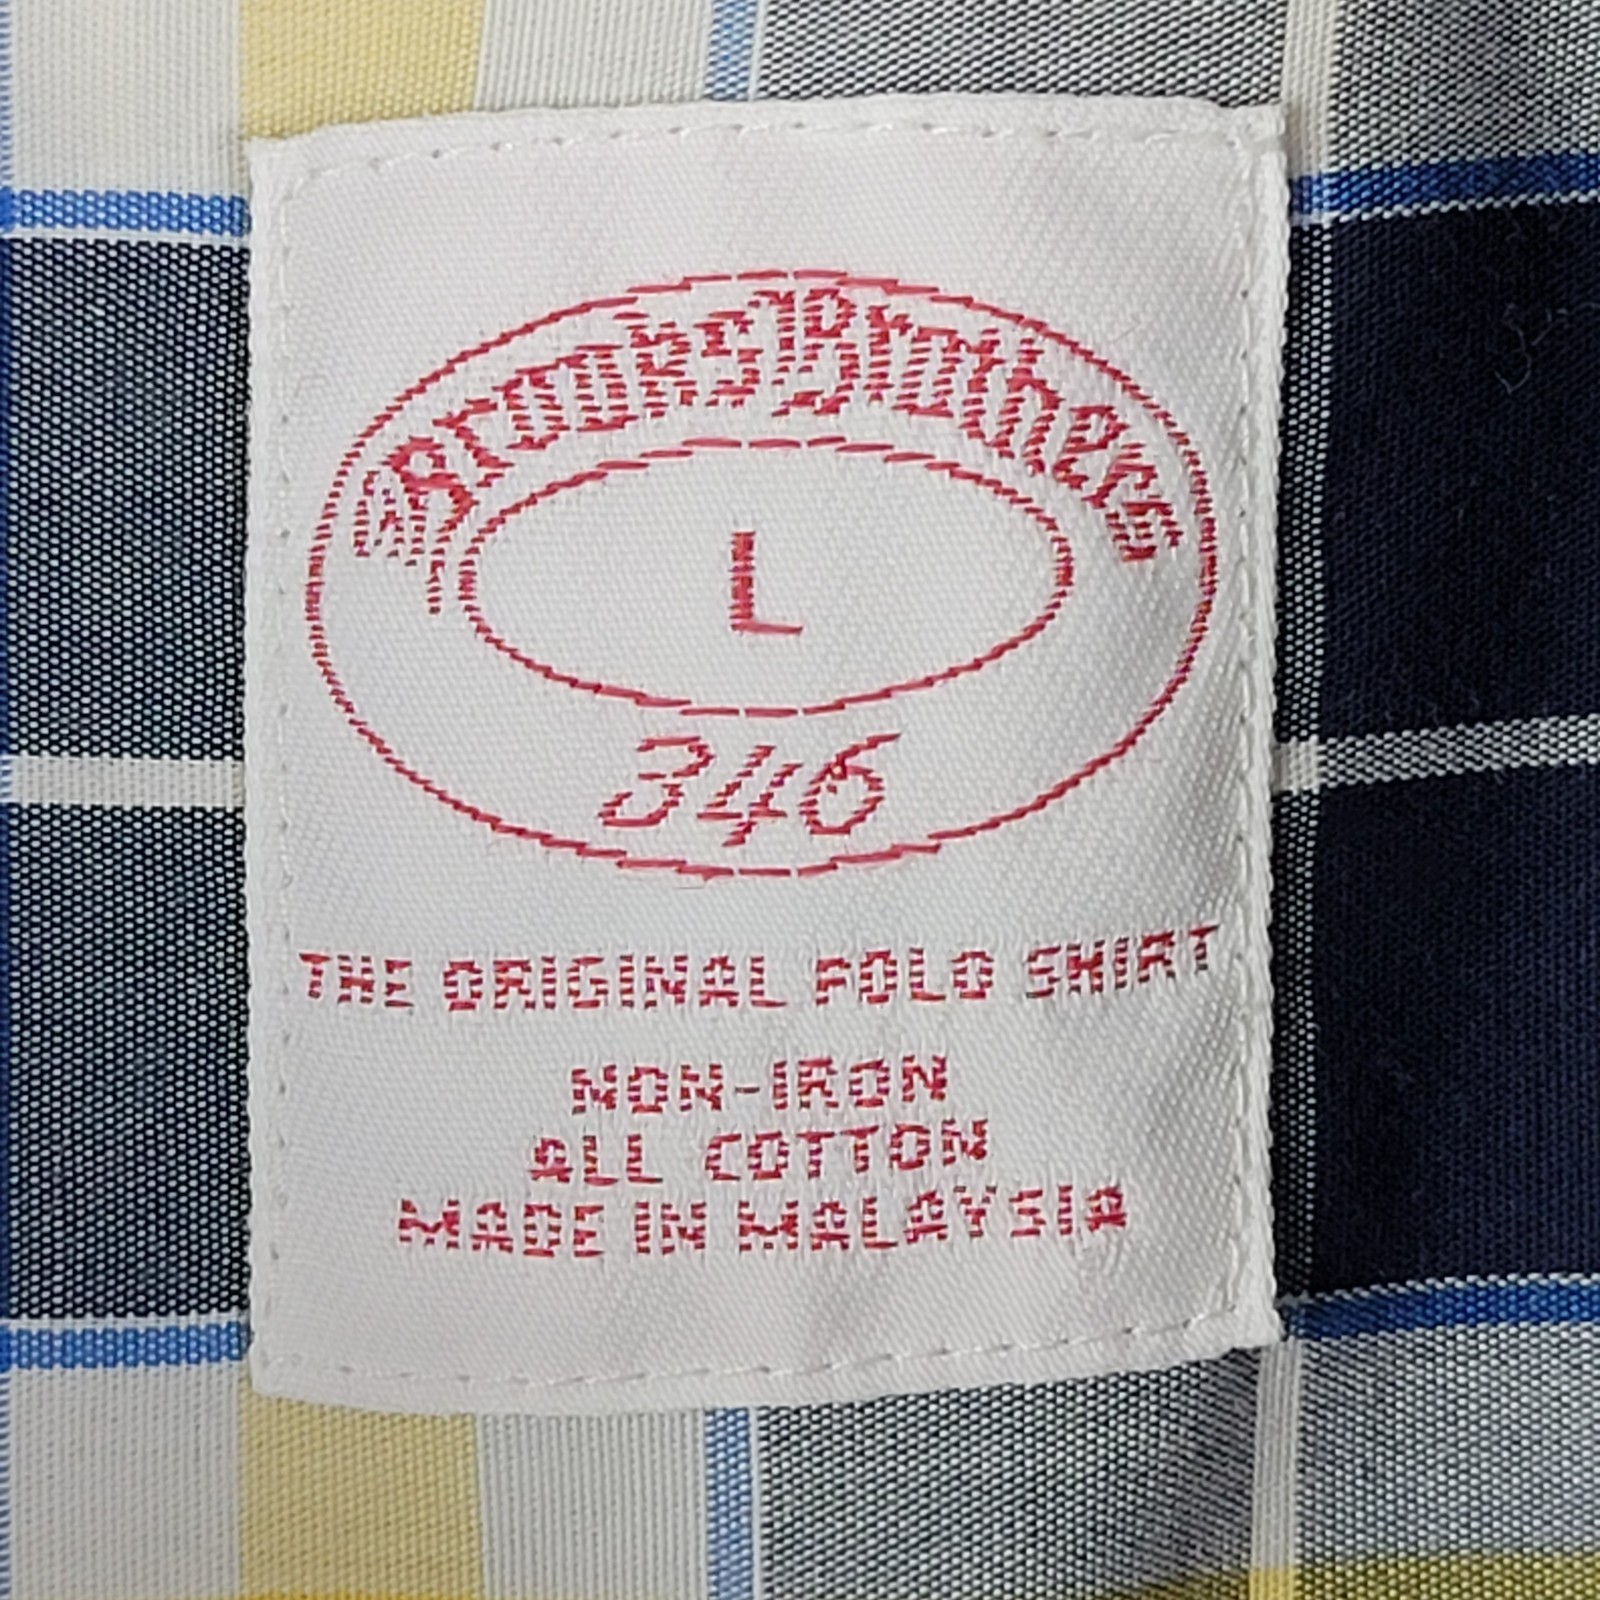 Brooks Brothers
L
346
THE ORIGINAL POLO SHIRT
NON-IRON
ALL COTTON
MADE IN MALAYSIA